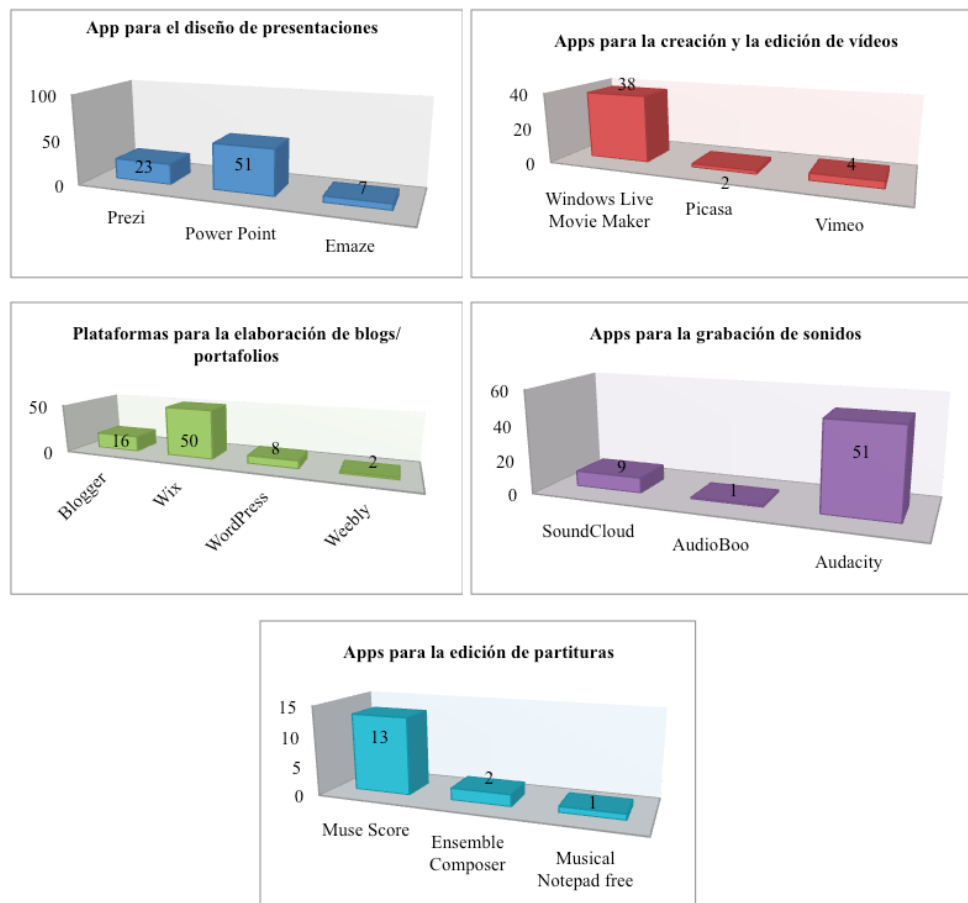 App para el diseño de presentaciones
100
50
0
23
51
7
Prezi
Power Point
Emaze
Apps para la creación y la edición de vídeos
40
20
0
38
2
4
Windows Live
Movie Maker
Picasa
Vimeo
Plataformas para la elaboración de blogs/
portafolios
50
0
16
50
8
2
Blogger
Wix
WordPress
Weebly
Apps para la grabación de sonidos
60
40
20
0
9
1
51
SoundCloud
AudioBoo
Audacity
Apps para la edición de partituras
15
10
5
0
13
2
1
Muse Score
Ensemble
Composer
Musical
Notepad free